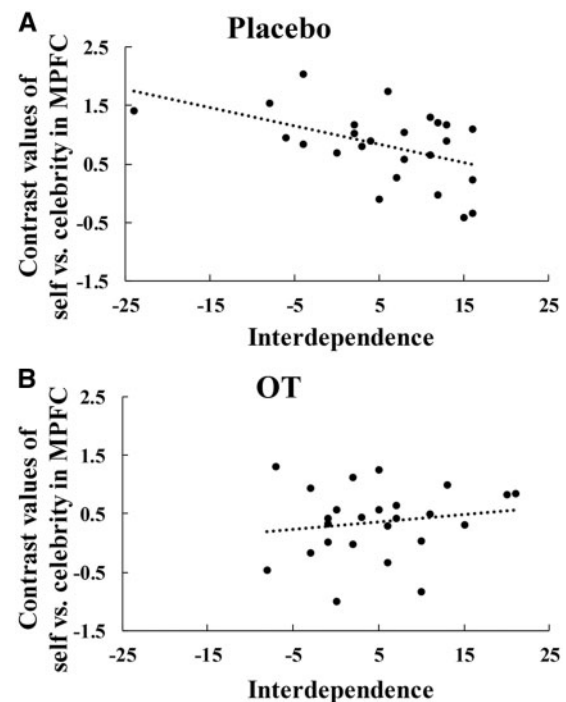 A
Placebo
Contrast values of
self vs. celebrity in MPFC
2.5
1.5
0.5
-0.5
-1.5
-25
-15
-5
5
15
25
Interdependence
B
OT
Contrast values of
self vs. celebrity in MPFC
2.5
1.5
0.5
-0.5
-1.5
-25
-15
-5
5
15
25
Interdependence